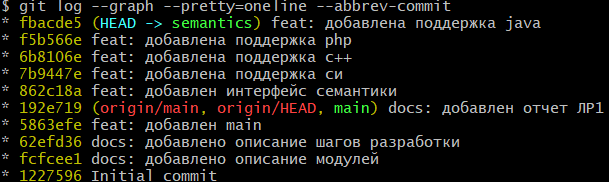 $ git log --graph --pretty=oneline --abbrev-commit
* fbacde5 (HEAD -> semantics) feat: добавлена поддержка java
* f5b566e feat: добавлена поддержка php
* 6b8106e feat: добавлена поддержка с++
* 7b9447e feat: добавлена поддержка си
* 862c18a feat: добавлен интерфейс семантики
* 192e719 (origin/main, origin/HEAD, main) docs: добавлен отчет ЛР1
* 5863efe feat: добавлен main
* 62efd36 docs: добавлено описание шагов разработки
* fcfcee1 docs: добавлено описание модулей
* 1227596 Initial commit